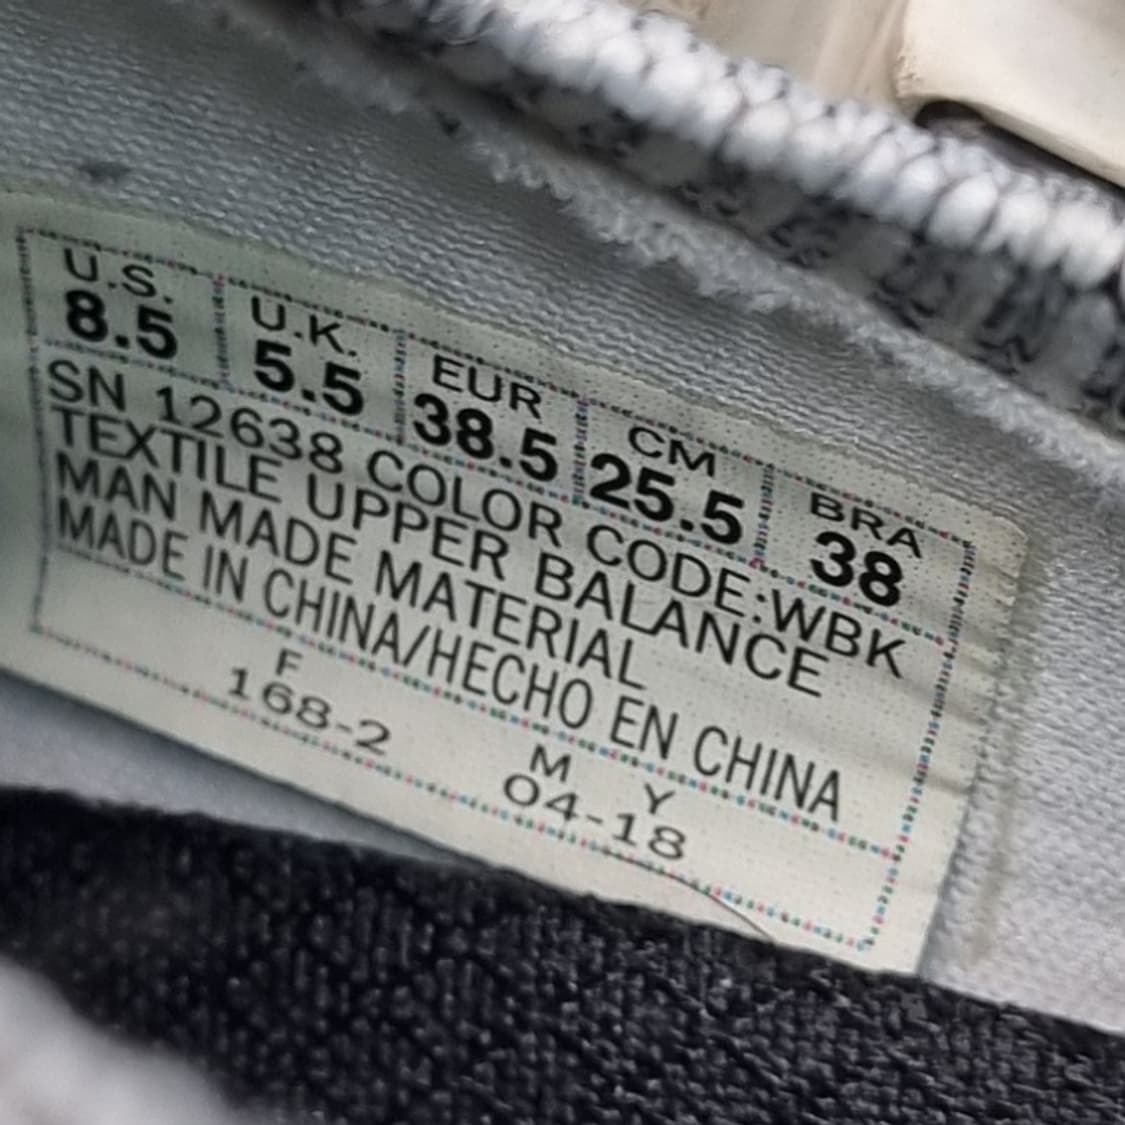 U.S. U.K. EUR CM BRA
8.5 5.5 38.5 25.5 38
SN 12638 COLOR CODE:WBK
TEXTILE UPPER BALANCE
MAN MADE MATERIAL
MADE IN CHINA/HECHO EN CHINA
F M Y
168-2 04-18